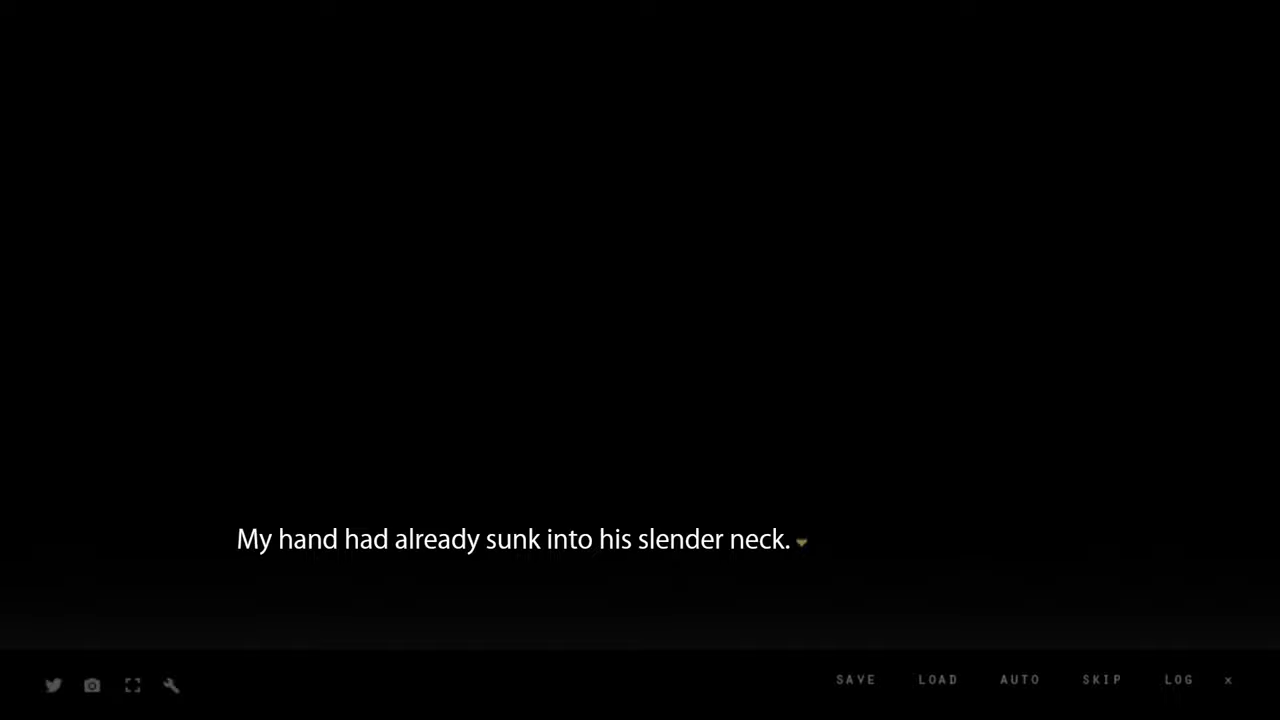 My hand had already sunk into his slender neck.
SAVE LOAD AUTO SKIP LOG ×